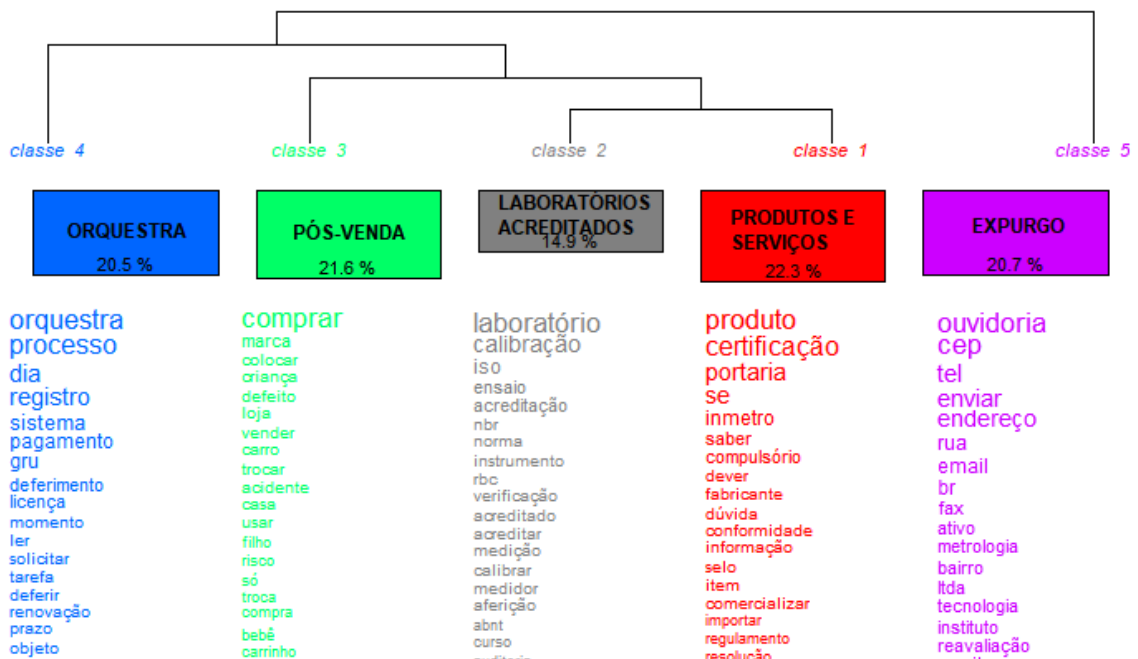 classe 4
classe 3
classe 2
classe 1
classe 5
ORQUESTRA
20.5 %
PÓS-VENDA
21.6 %
LABORATÓRIOS
ACREDITADOS
14.9 %
PRODUTOS E
SERVIÇOS
22.3 %
EXPURGO
20.7 %
orquestra
processo
dia
registro
sistema
pagamento
gru
deferimento
licença
momento
ler
solicitar
tarefa
deferir
renovação
prazo
objeto
comprar
marca
colocar
criança
defeito
loja
vender
carro
trocar
acidente
casa
usar
filho
risco
só
troca
compra
bebê
carrinho
laboratório
calibração
iso
ensaio
acreditação
nbr
norma
instrumento
rbc
verificação
acreditado
acreditar
medição
calibrar
medidor
aferição
abnt
curso
produto
certificação
portaria
se
inmetro
saber
compulsório
dever
fabricante
dúvida
conformidade
informação
selo
item
comercializar
importar
regulamento
resolução
ouvidoria
cep
tel
enviar
endereço
rua
email
br
fax
ativo
metrologia
bairro
ltda
tecnologia
instituto
reavaliação